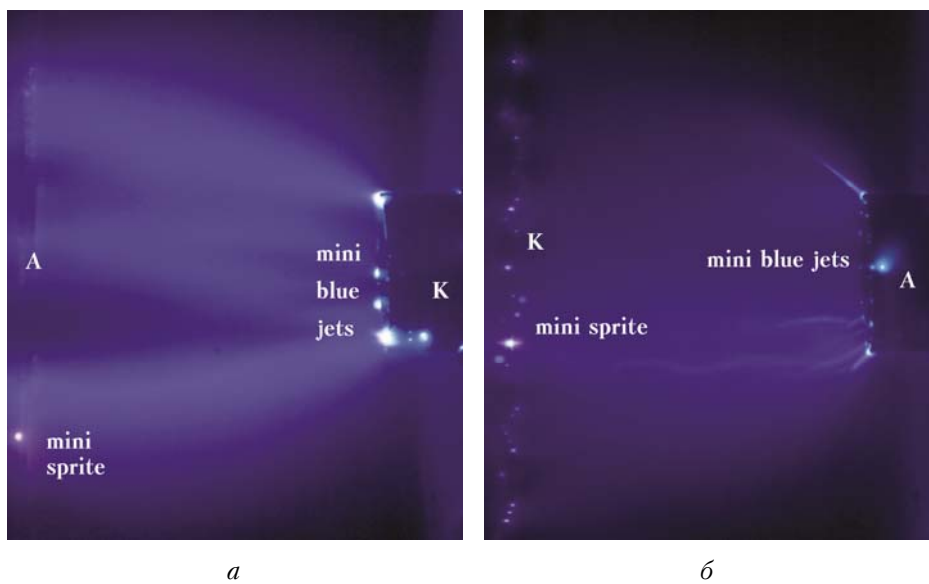 A
mini
blue
jets
K
mini
sprite
K
mini blue jets
A
mini sprite
а
б